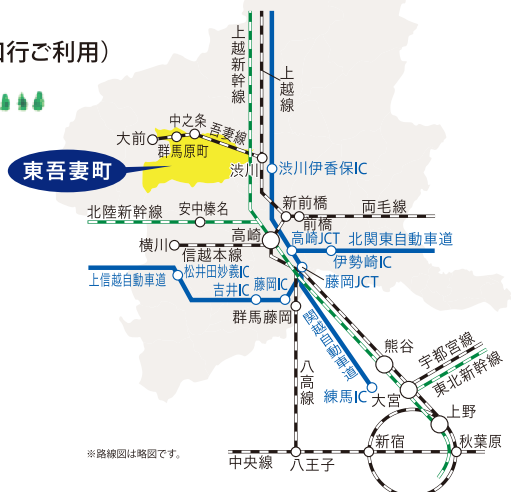 口行ご利用）
上越新幹線
上越線
中之条
吾妻線
大前
群馬原町
東吾妻町
渋川
渋川伊香保IC
新前橋
両毛線
前橋
北陸新幹線
安中榛名
高崎
高崎JCT
北関東自動車道
横川
信越本線
伊勢崎IC
上信越自動車道
松井田妙義IC
吉井IC
藤岡IC
藤岡JCT
群馬藤岡
関越自動車道
八高線
熊谷
宇都宮線
東北新幹線
練馬IC
大宮
上野
※路線図は略図です。
中央線
八王子
新宿
秋葉原